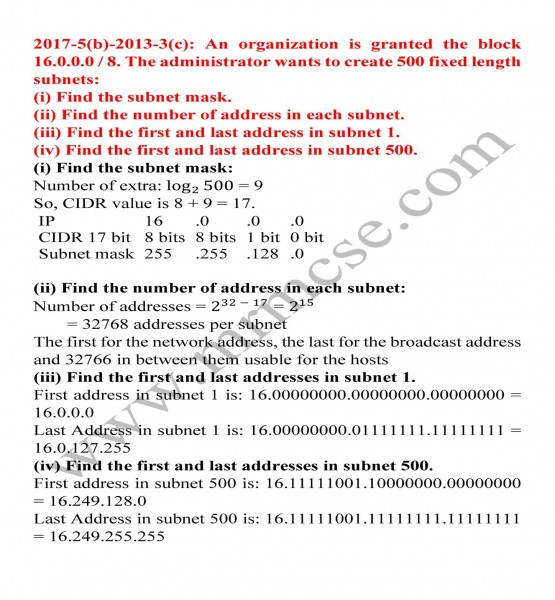 2017-5(b)-2013-3(c): An organization is granted the block
16.0.0.0 / 8. The administrator wants to create 500 fixed length
subnets:
(i) Find the subnet mask.
(ii) Find the number of address in each subnet.
(iii) Find the first and last address in subnet 1.
(iv) Find the first and last address in subnet 500.
(i) Find the subnet mask:
Number of extra: log₂ 500 = 9
So, CIDR value is 8 + 9 = 17.
IP 16 .0 .0 .0
CIDR 17 bit 8 bits 8 bits 1 bit 0 bit
Subnet mask 255 .255 .128 .0
(ii) Find the number of address in each subnet:
Number of addresses = 2³² ⁻ ¹⁷ = 2¹⁵
= 32768 addresses per subnet
The first for the network address, the last for the broadcast address
and 32766 in between them usable for the hosts
(iii) Find the first and last addresses in subnet 1.
First address in subnet 1 is: 16.00000000.00000000.00000000 =
16.0.0.0
Last Address in subnet 1 is: 16.00000000.01111111.11111111 =
16.0.127.255
(iv) Find the first and last addresses in subnet 500.
First address in subnet 500 is: 16.11111001.10000000.00000000
= 16.249.128.0
Last Address in subnet 500 is: 16.11111001.11111111.11111111
= 16.249.255.255
www.mrmcse.com